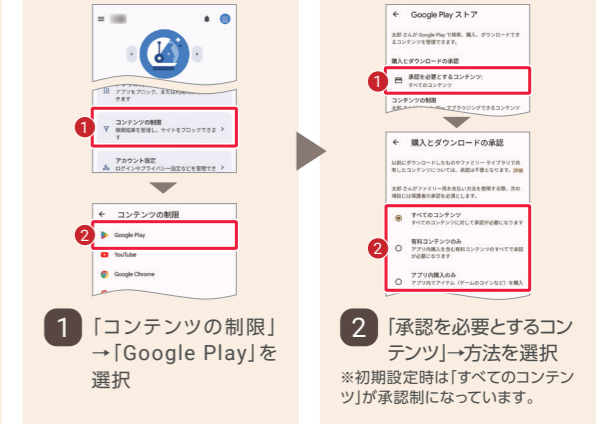 アプリをブロック、または利用
きます
1
コンテンツの制限
検索結果を管理し、サイトをブロックできま
す
アカウント設定
ログインやプライバシー設定などを管理でき
← コンテンツの制限
2
Google Play
YouTube
Google Chrome
1 「コンテンツの制限」
→「Google Play」を
選択
← Google Play ストア
太郎 さんが Google Play で検索、購入、ダウンロードでき
るコンテンツを管理できます。
購入とダウンロードの承認
1
承認を必要とするコンテンツ:
すべてのコンテンツ
コンテンツの制限
でブラウジングできるコンテンツ
← 購入とダウンロードの承認
以前にダウンロードしたものやファミリー ライブラリで共
有したコンテンツについては、承認は不要となります。詳細
太郎 さんがファミリー用お支払い方法を使用する際、次の
項目には保護者の承認を必須とします。
2
すべてのコンテンツ
すべてのコンテンツに対して承認が必要になります
有料コンテンツのみ
アプリ内購入を含む有料コンテンツのすべてで承認
が必要になります
アプリ内購入のみ
アプリ内でアイテム（ゲームのコインなど）を購入
2 「承認を必要とするコン
テンツ」→方法を選択
※初期設定時は「すべてのコンテン
ツ」が承認制になっています。